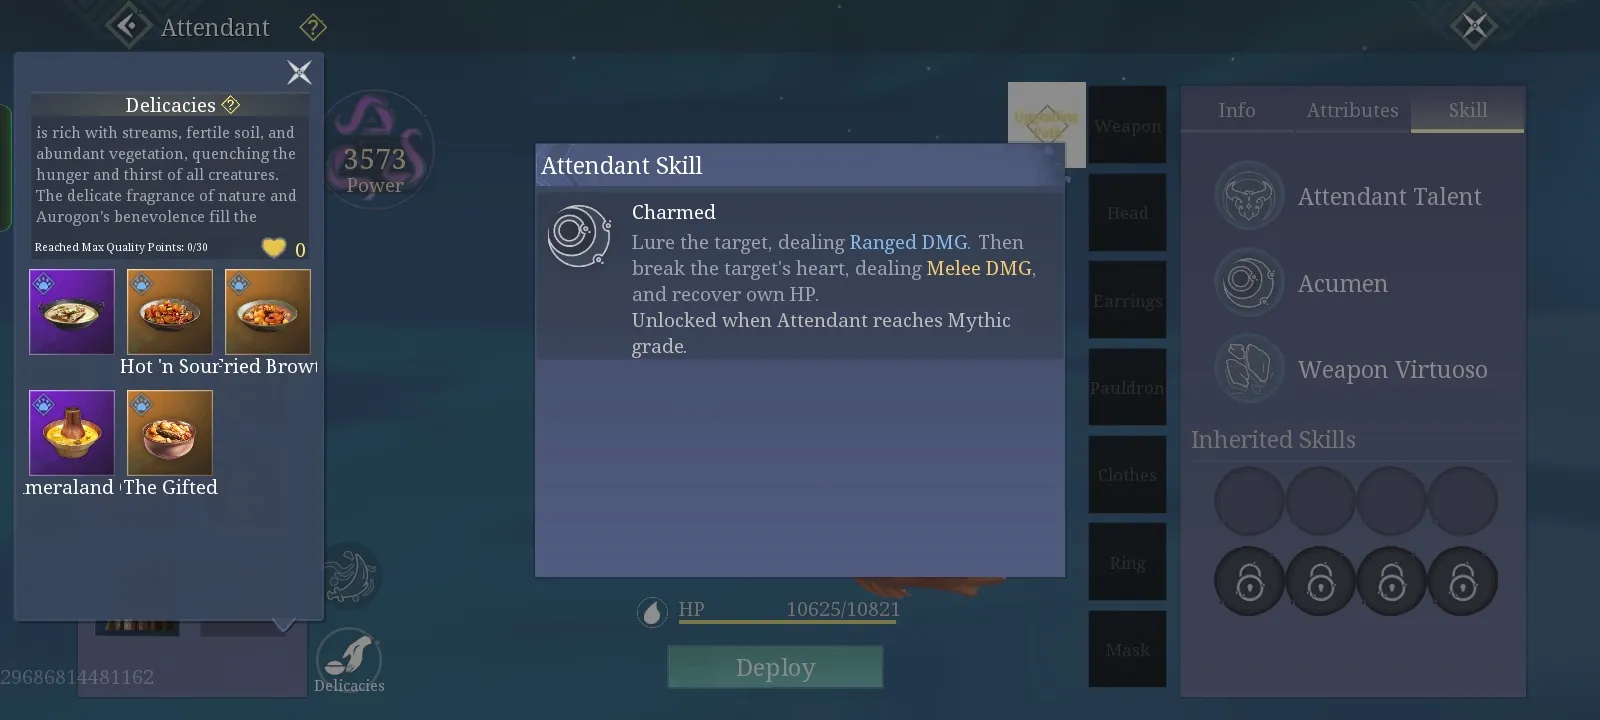 Attendant
Delicacies
is rich with streams, fertile soil, and
abundant vegetation, quenching the
hunger and thirst of all creatures.
The delicate fragrance of nature and
Aurogon's benevolence fill the
Reached Max Quality Points: 0/30
0
Hot 'n Sour
ried Brow
meraland
The Gifted
3573
Power
Attendant Skill
Charmed
Lure the target, dealing Ranged DMG. Then
break the target's heart, dealing Melee DMG,
and recover own HP.
Unlocked when Attendant reaches Mythic
grade.
HP 10625/10821
Deploy
Delicacies
29686814481162
Upgrading
Path
Weapon
Head
Earrings
Pauldron
Clothes
Ring
Mask
Info Attributes Skill
Attendant Talent
Acumen
Weapon Virtuoso
Inherited Skills